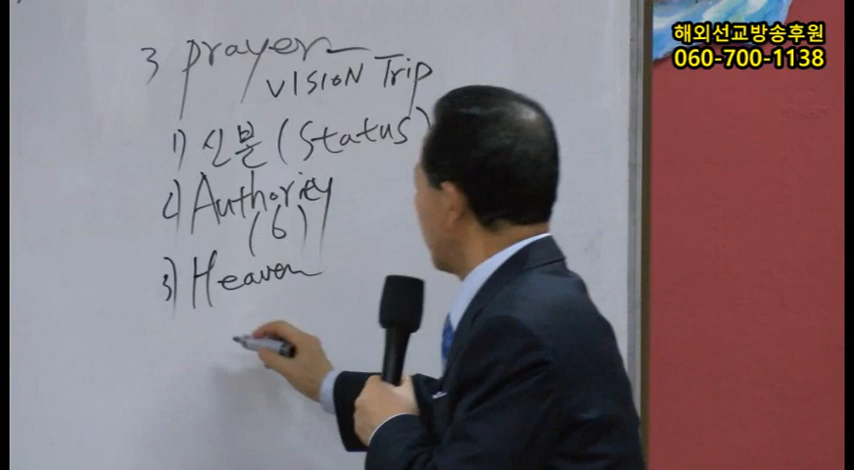 해외선교방송후원
060-700-1138
3 prayer
VISION Trip
1) 신분 (Status)
2) Authority
(6)
3) Heaven